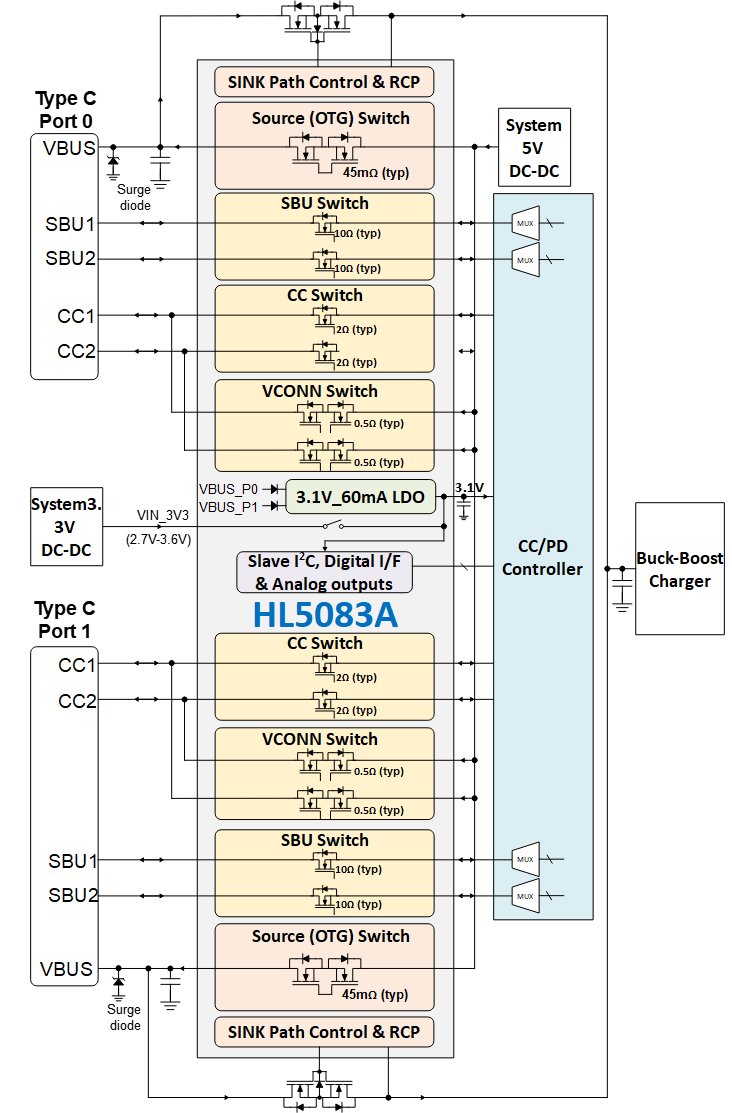 SINK Path Control & RCP
Type C
Port 0
Source (OTG) Switch
45mΩ (typ)
System
5V
DC-DC
VBUS
Surge
diode
SBU Switch
SBU1
10Ω (typ)
MUX
SBU2
10Ω (typ)
MUX
CC Switch
CC1
2Ω (typ)
CC2
2Ω (typ)
VCONN Switch
0.5Ω (typ)
0.5Ω (typ)
VBUS_P0
VBUS_P1
3.1V_60mA LDO
3.1V
System3.
3V
DC-DC
VIN_3V3
(2.7V-3.6V)
Slave I²C, Digital I/F
& Analog outputs
CC/PD
Controller
Buck-Boost
Charger
HL5083A
Type C
Port 1
CC Switch
CC1
2Ω (typ)
CC2
2Ω (typ)
VCONN Switch
0.5Ω (typ)
0.5Ω (typ)
SBU Switch
SBU1
10Ω (typ)
MUX
SBU2
10Ω (typ)
MUX
Source (OTG) Switch
VBUS
45mΩ (typ)
Surge
diode
SINK Path Control & RCP